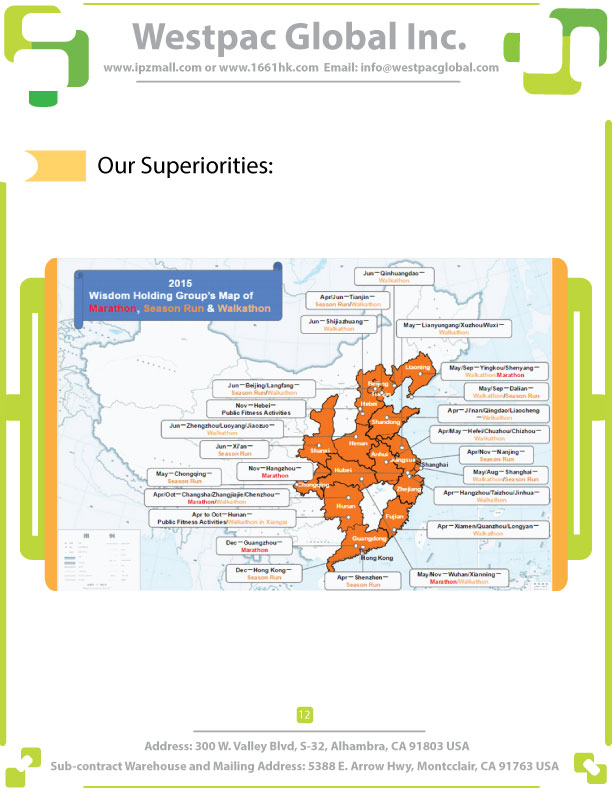 Westpac Global Inc.
www.ipzmall.com or www.1661hk.com Email: info@westpacglobal.com
Our Superiorities:
2015
Wisdom Holding Group's Map of
Marathon, Season Run & Walkathon
Jun—Qinhuangdao—
Walkathon
Apr/Jun—Tianjin—
Season Run/Walkathon
Jun—Shijiazhuang—
Walkathon
May—Lianyungang/Xuzhou/Wuxi—
Walkathon
May/Sep—Yingkou/Shenyang—
Walkathon/Marathon
May/Sep—Dalian—
Walkathon/Season Run
Apr—Ji'nan/Qingdao/Liaocheng
—Walkathon
Apr/May—Hefei/Chuzhou/Chizhou—
Walkathon
Apr/Nov—Nanjing—
Season Run
May/Aug—Shanghai—
Walkathon/Season Run
Apr—Hangzhou/Taizhou/Jinhua—
Walkathon
Apr—Xiamen/Quanzhou/Longyan—
Walkathon
May/Nov—Wuhan/Xianning—
Marathon/Walkathon
Apr—Shenzhen—
Season Run
Dec—Hong Kong—
Season Run
Dec—Guangzhou—
Marathon
Apr to Oct—Hunan—
Public Fitness Activities/Walkathon in Xiangxi
Apr/Oct—Changsha/Zhangjiajie/Chenzhou—
Marathon/Walkathon
May—Chongqing—
Season Run
Nov—Hangzhou—
Marathon
Jun—Xi'an—
Season Run
Jun—Zhengzhou/Luoyang/Jiaozuo—
Walkathon
Nov—Hebei—
Public Fitness Activities
Jun—Beijing/Langfang—
Season Run/Walkathon
Liaoning
Beijing
Tianjin
Hebei
Shandong
Henan
Shanxi
Anhui
Jiangsu
Shanghai
Hubei
Chongqing
Zhejiang
Hunan
Fujian
Guangdong
Hong Kong
12
Address: 300 W. Valley Blvd, S-32, Alhambra, CA 91803 USA
Sub-contract Warehouse and Mailing Address: 5388 E. Arrow Hwy, Montcclair, CA 91763 USA